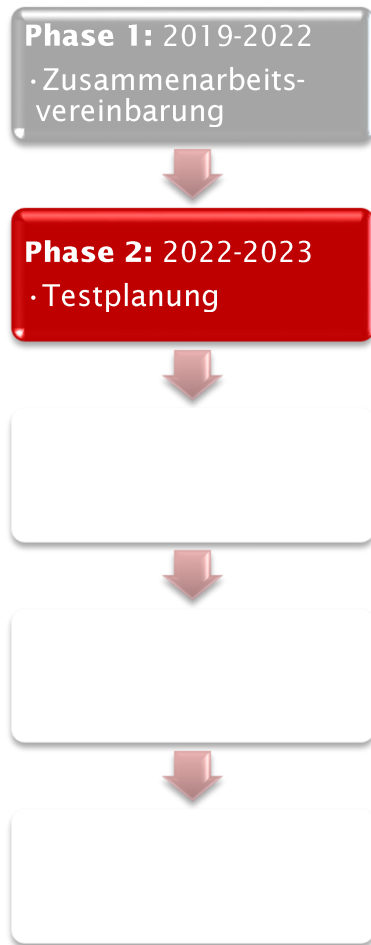 Phase 1: 2019-2022
·Zusammenarbeits-
vereinbarung
Phase 2: 2022-2023
·Testplanung